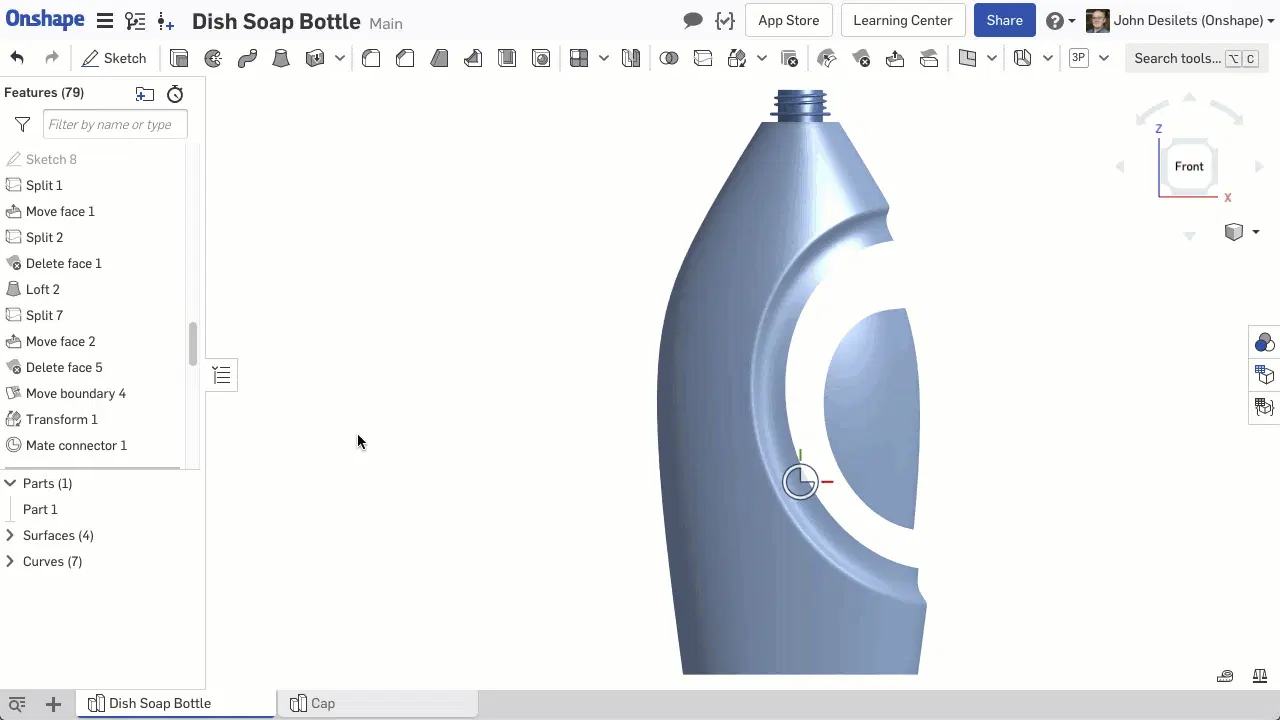 Onshape Dish Soap Bottle Main App Store Learning Center Share John Desilets (Onshape)
Sketch 3P Search tools... ⌥ C
Features (79)
Filter by name or type
Sketch 8
Split 1
Move face 1
Split 2
Delete face 1
Loft 2
Split 7
Move face 2
Delete face 5
Move boundary 4
Transform 1
Mate connector 1
Parts (1)
Part 1
Surfaces (4)
Curves (7)
Z
Front
X
Dish Soap Bottle Cap